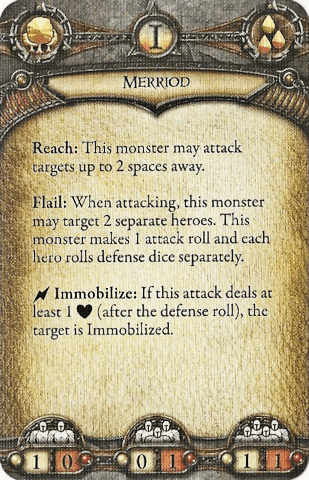 I
Merriod
Reach: This monster may attack
targets up to 2 spaces away.
Flail: When attacking, this monster
may target 2 separate heroes. This
monster makes 1 attack roll and each
hero rolls defense dice separately.
Immobilize: If this attack deals at
least 1 ♥ (after the defense roll), the
target is Immobilized.
1 0 0 1 1 1